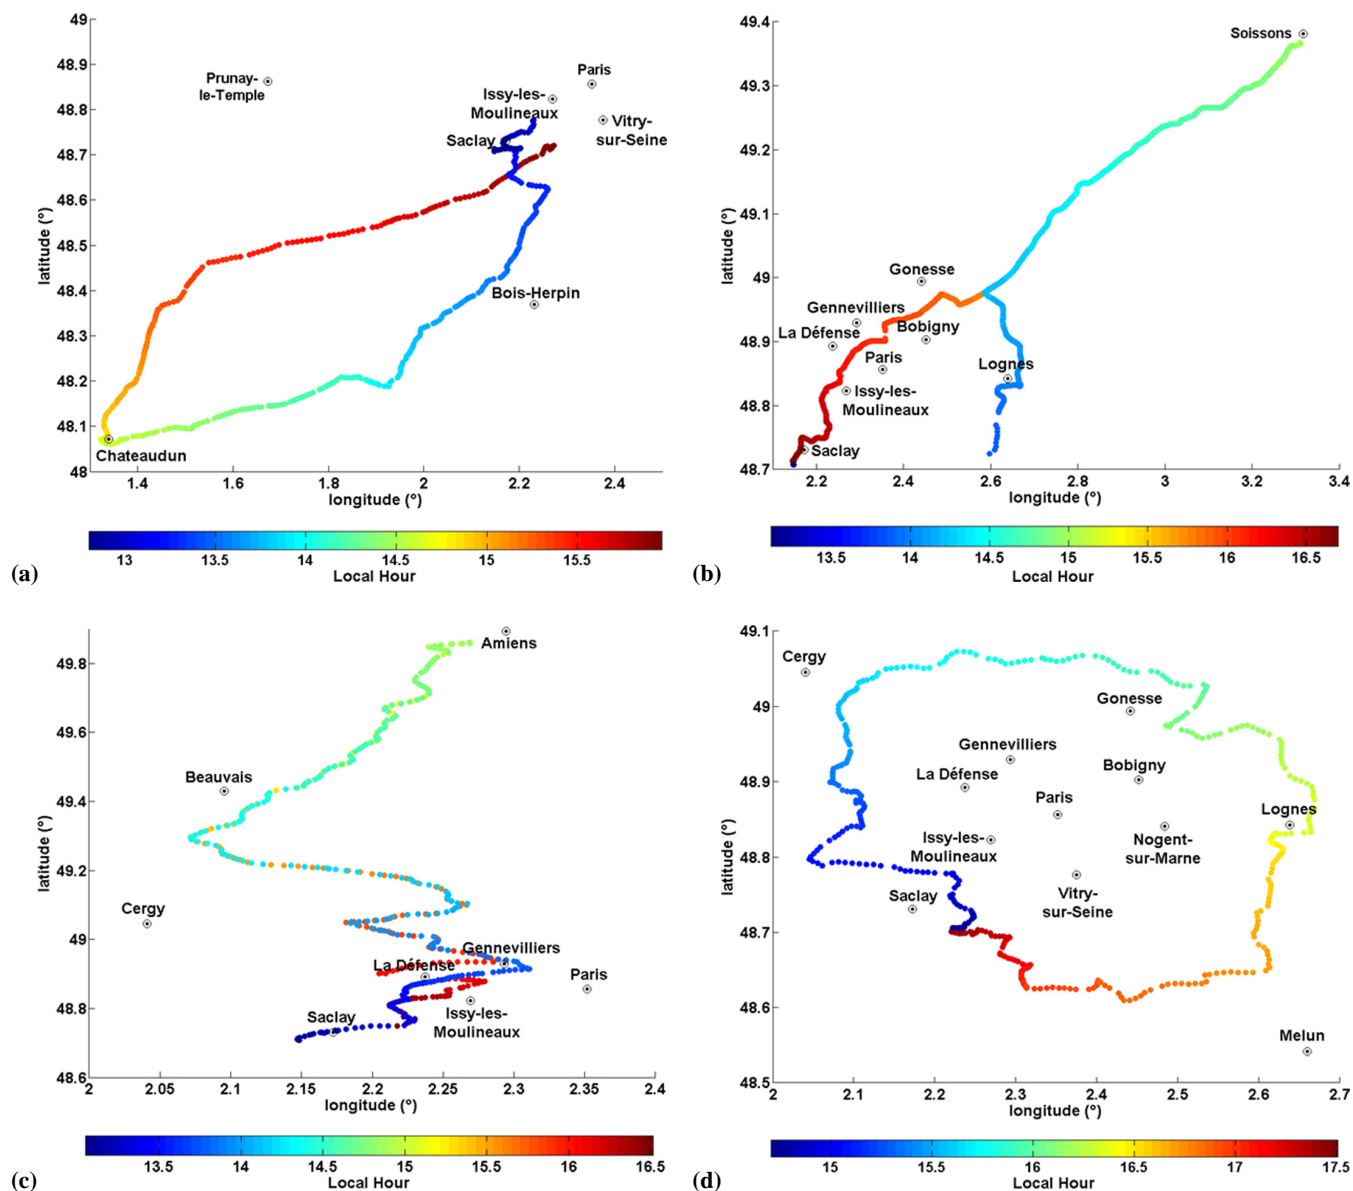 49
48.9
48.8
48.7
48.6
48.5
48.4
48.3
48.2
48.1
48
latitude (°)
Prunay-
le-Temple
Paris
Issy-les-
Moulineaux
Vitry-
sur-Seine
Saclay
Bois-Herpin
Chateaudun
1.4 1.6 1.8 2 2.2 2.4
longitude (°)
13 13.5 14 14.5 15 15.5
Local Hour
(a)
49.4
49.3
49.2
49.1
49
48.9
48.8
48.7
latitude (°)
Soissons
Gonesse
Gennevilliers
La Défense
Bobigny
Paris
Lognes
Issy-les-
Moulineaux
Saclay
2.2 2.4 2.6 2.8 3 3.2 3.4
longitude (°)
13.5 14 14.5 15 15.5 16 16.5
Local Hour
(b)
49.8
49.6
49.4
49.2
49
48.8
48.6
latitude (°)
Amiens
Beauvais
Cergy
Gennevilliers
La Défense
Paris
Saclay
Issy-les-
Moulineaux
2 2.05 2.1 2.15 2.2 2.25 2.3 2.35 2.4
longitude (°)
13.5 14 14.5 15 15.5 16 16.5
Local Hour
(c)
49.1
49
48.9
48.8
48.7
48.6
48.5
latitude (°)
Cergy
Gonesse
Gennevilliers
La Défense
Bobigny
Paris
Lognes
Issy-les-
Moulineaux
Nogent-
sur-Marne
Saclay
Vitry-
sur-Seine
Melun
2 2.1 2.2 2.3 2.4 2.5 2.6 2.7
longitude (°)
15 15.5 16 16.5 17 17.5
Local Hour
(d)